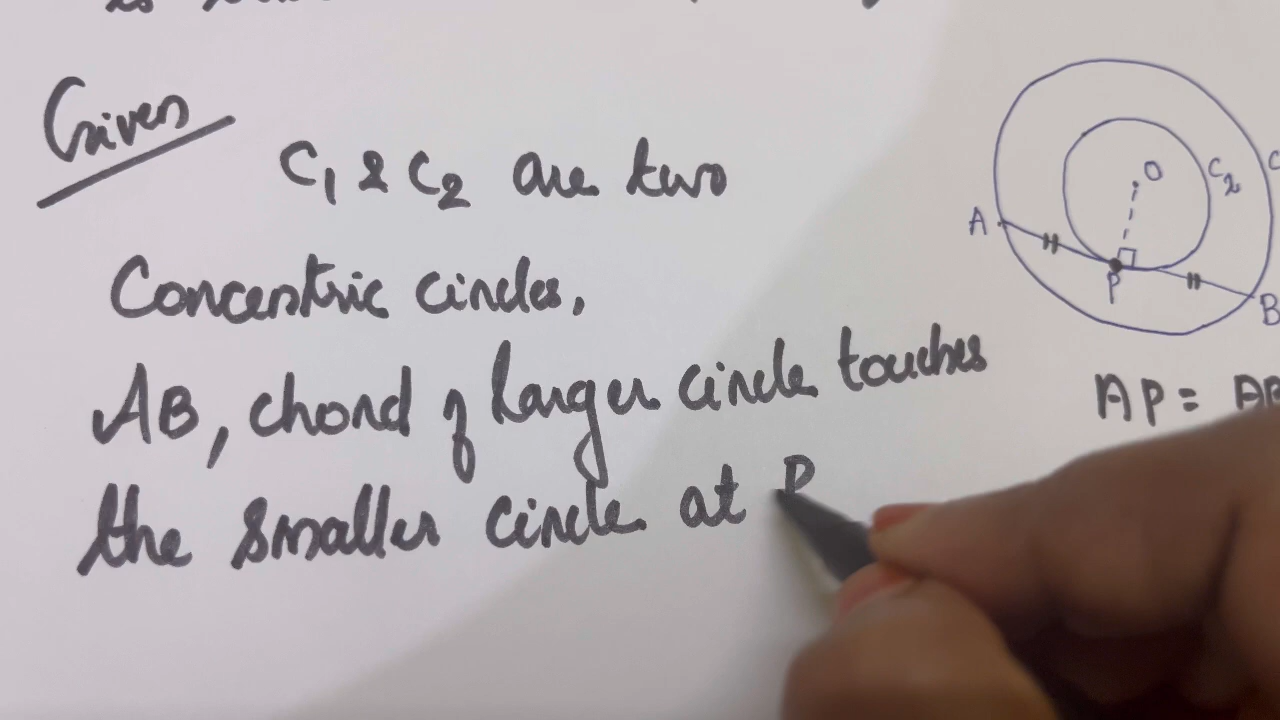 is
Given
C₁ & C₂ are two
Concentric circles.
AB, chord of larger circle touches
the smaller circle at P
O
C₂
C
A
P
B
AP =